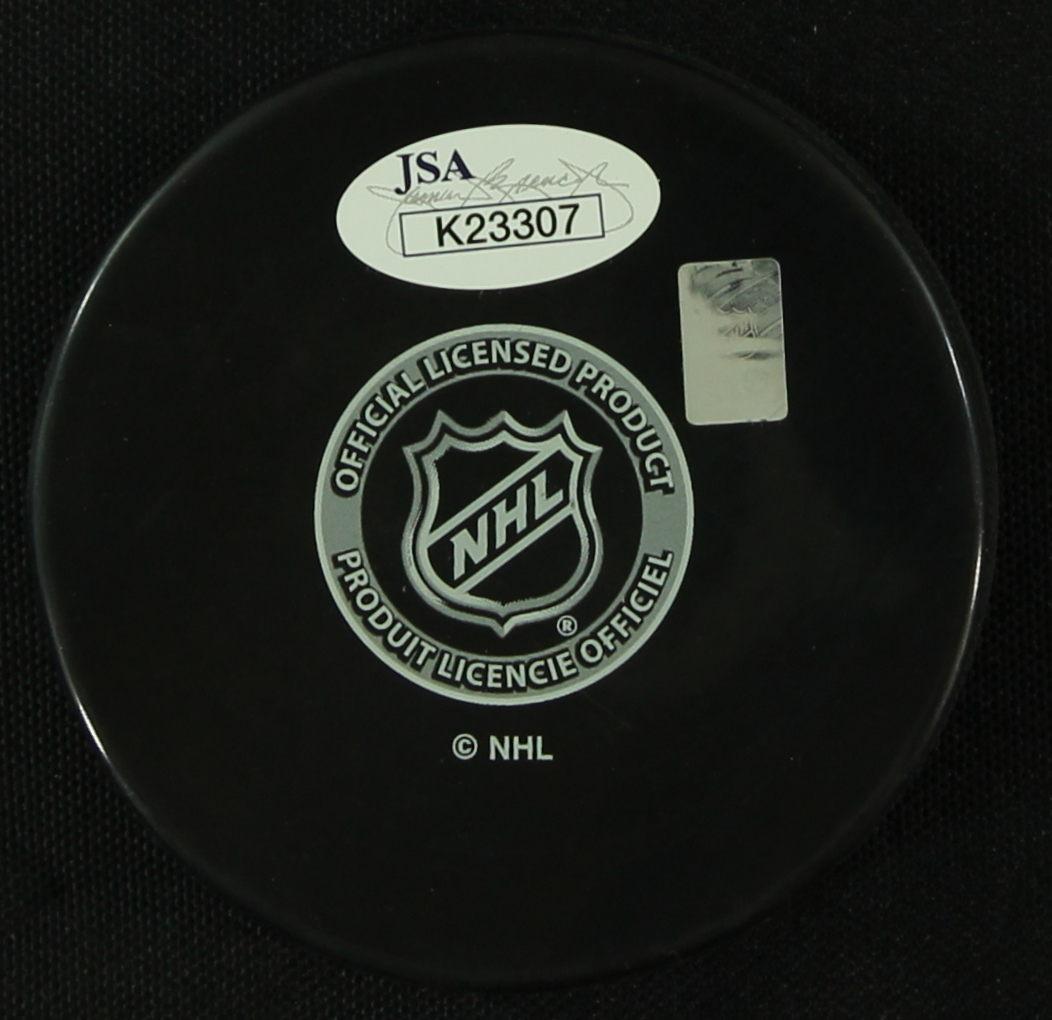 JSA
K23307
OFFICIAL LICENSED PRODUCT
NHL
®
PRODUIT LICENCIE OFFICIEL
© NHL